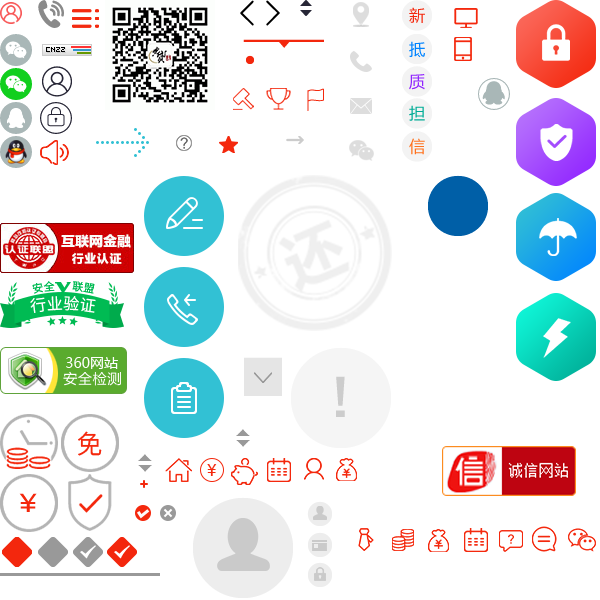 新
CNZZ
抵
质
担
信
?
还
认证联盟
互联网金融
行业认证
安全V联盟
行业验证
360网站
安全检测
!
免
¥
¥
¥
信
诚信网站
¥
?